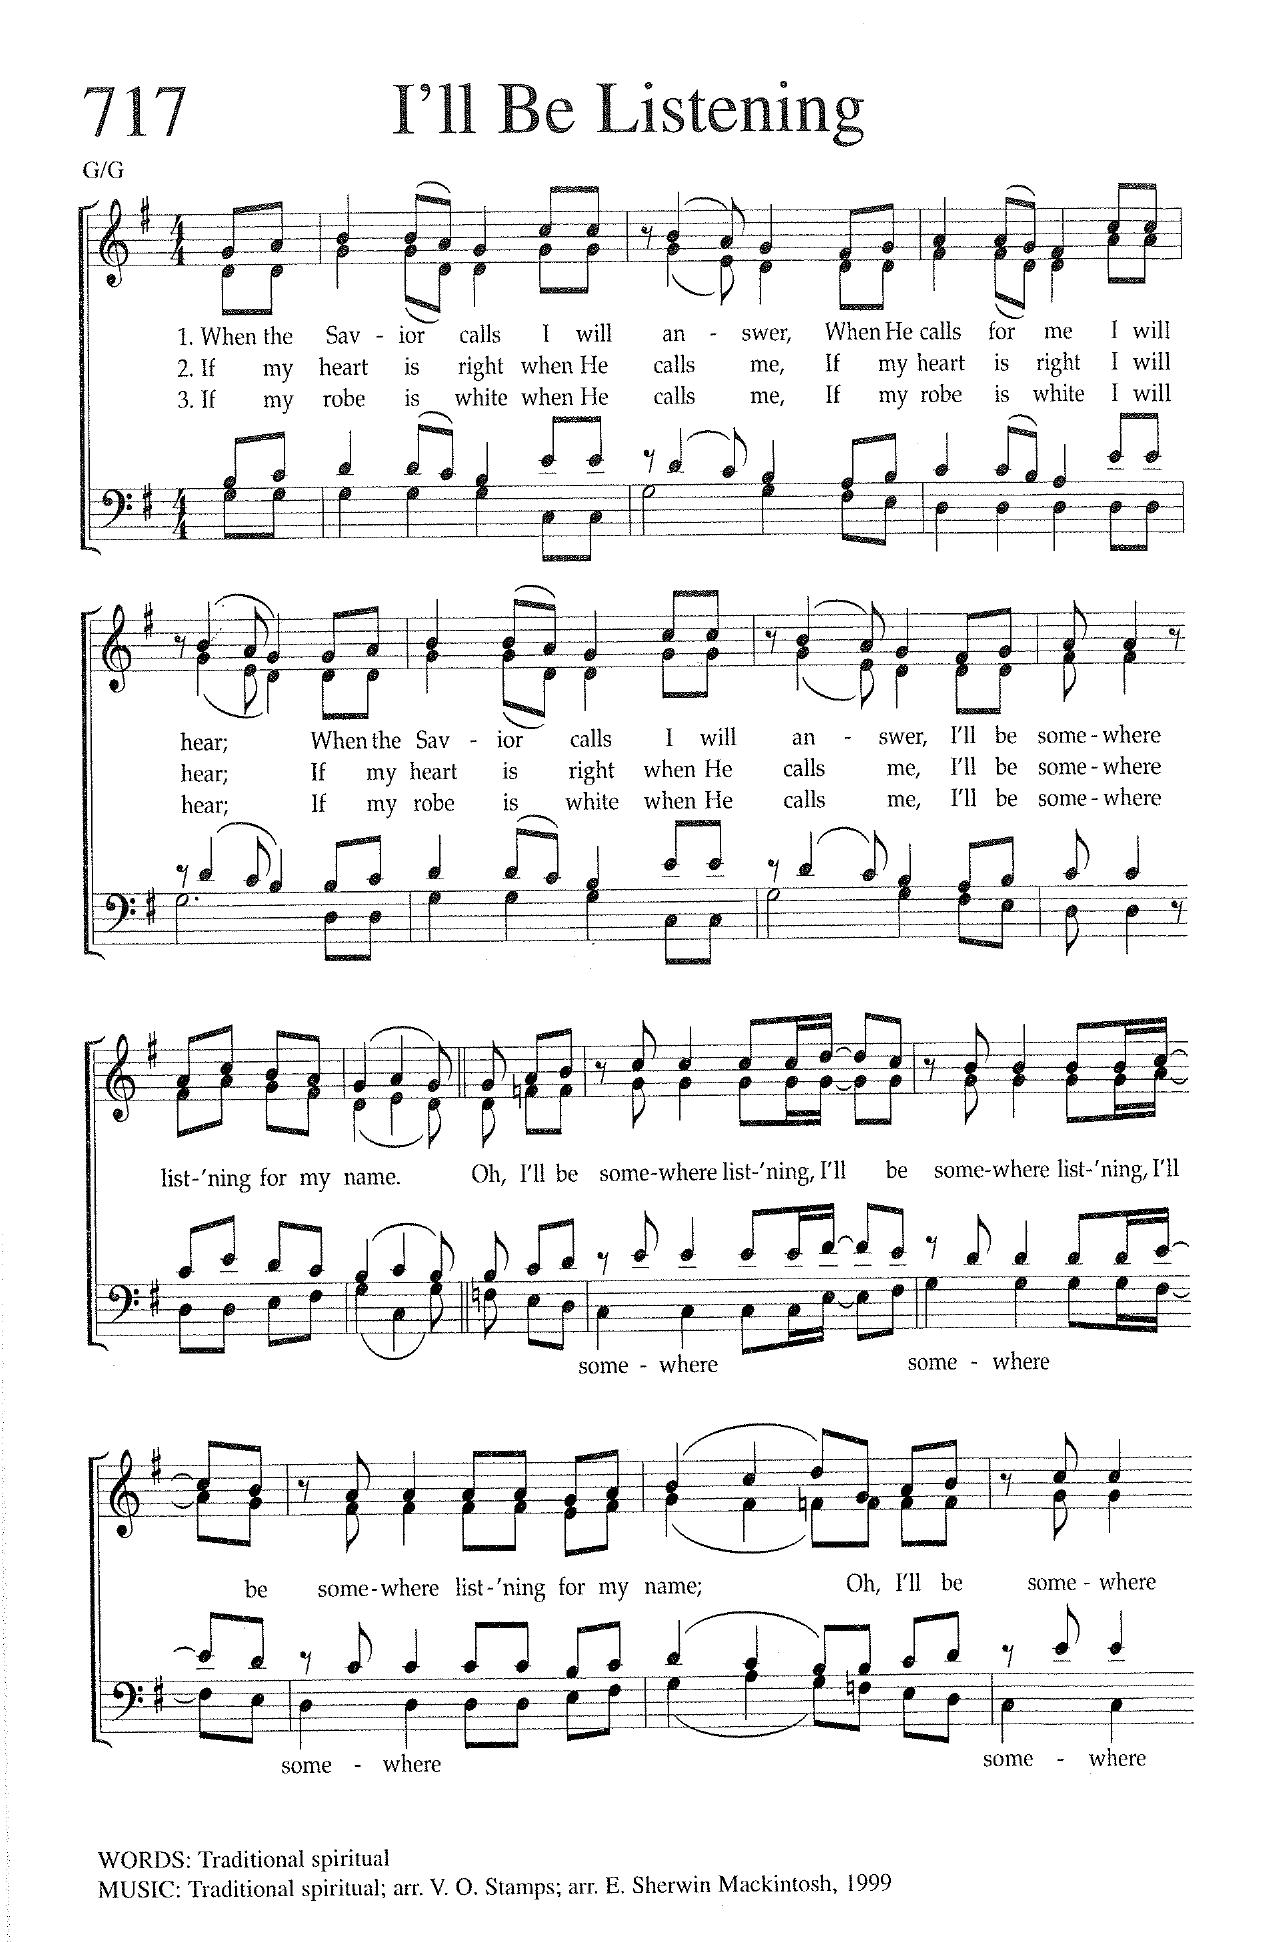 717 I'll Be Listening
G/G
1. When the Sav - ior calls I will an - swer, When He calls for me I will
2. If my heart is right when He calls me, If my heart is right I will
3. If my robe is white when He calls me, If my robe is white I will
hear; When the Sav - ior calls I will an - swer, I'll be some - where
hear; If my heart is right when He calls me, I'll be some - where
hear; If my robe is white when He calls me, I'll be some - where
list-'ning for my name. Oh, I'll be some-where list-'ning, I'll be some-where list-'ning, I'll
some - where some - where
be some-where list-'ning for my name; Oh, I'll be some - where
some - where some - where
WORDS: Traditional spiritual
MUSIC: Traditional spiritual; arr. V. O. Stamps; arr. E. Sherwin Mackintosh, 1999